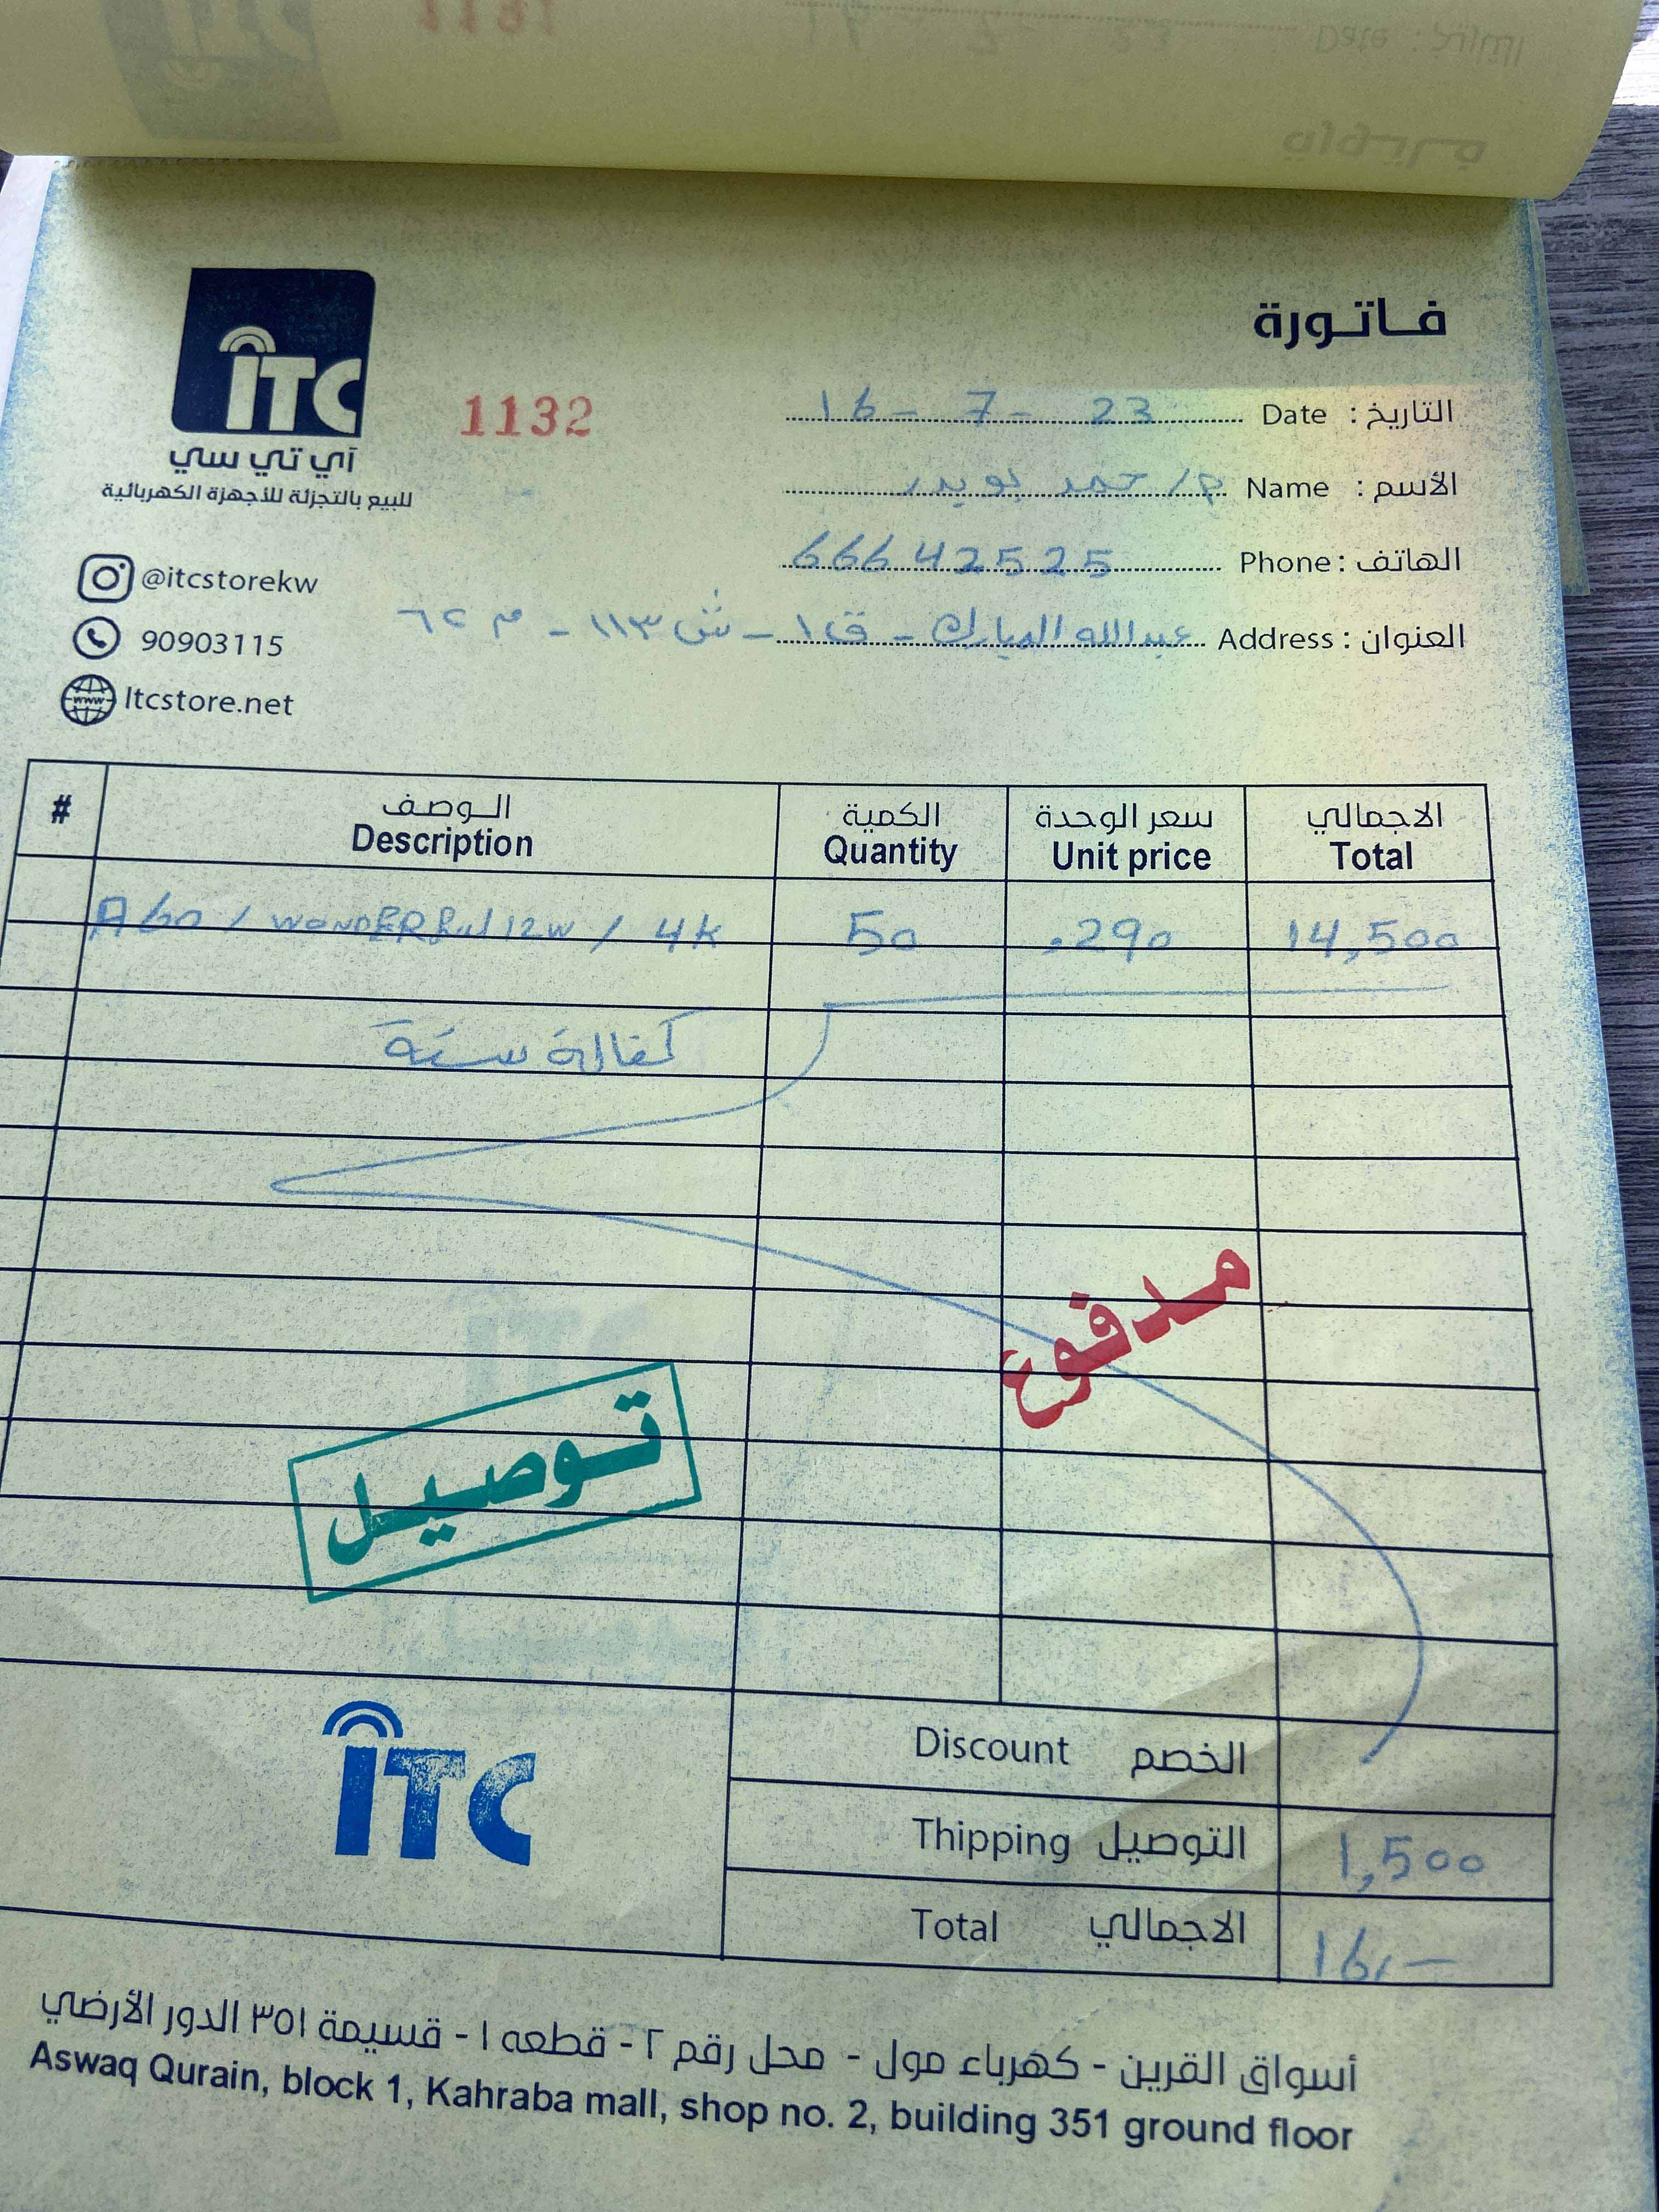 فاتورة
ITC
آي تي سي
للبيع بالتجزئة للأجهزة الكهربائية
1132
التاريخ : Date 16 - 7 - 23
الأسم : Name م/ حمد بويدر
الهاتف : Phone 66642525
العنوان : Address عبدالله المبارك - ق١ - ش ١١٣ - م ٦٢
@itcstorekw
90903115
www
Itcstore.net
# الوصف الكمية سعر الوحدة الاجمالي
Description Quantity Unit price Total
A60 / WONDERful 12W / 4K 50 .290 14,500
كفالة سنة
مدفوع
توصيل
ITC
Discount الخصم
Thipping التوصيل 1,500
Total الاجمالي 16,-
أسواق القرين - كهرباء مول - محل رقم ٢ - قطعه ١ - قسيمة ٣٥١ الدور الأرضي
Aswaq Qurain, block 1, Kahraba mall, shop no. 2, building 351 ground floor